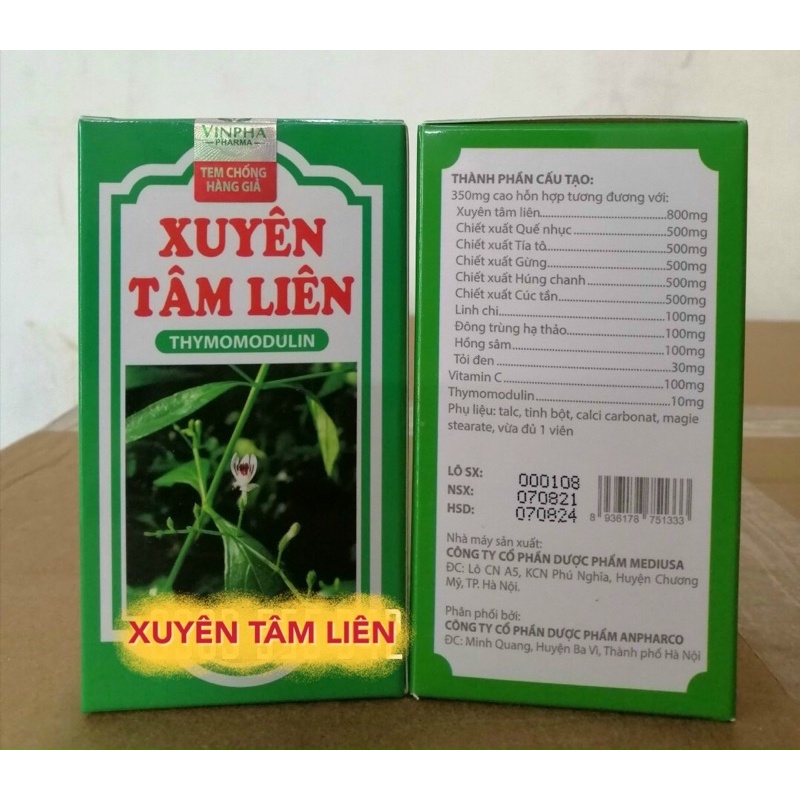 VINPHA
PHARMA
TEM CHỐNG
HÀNG GIẢ
XUYÊN
TÂM LIÊN
THYMOMODULIN
XUYÊN TÂM LIÊN
THÀNH PHẦN CẤU TẠO:
350mg cao hỗn hợp tương đương với:
Xuyên tâm liên....................800mg
Chiết xuất Quế nhục....................500mg
Chiết xuất Tía tô....................500mg
Chiết xuất Gừng....................500mg
Chiết xuất Húng chanh....................500mg
Chiết xuất Cúc tần....................500mg
Linh chi....................100mg
Đông trùng hạ thảo....................100mg
Hồng sâm....................100mg
Tỏi đen....................30mg
Vitamin C....................100mg
Thymomodulin....................10mg
Phụ liệu: talc, tinh bột, calci carbonat, magie
stearate, vừa đủ 1 viên
LÔ SX: 000108
NSX: 070821
HSD: 070824
8 936178 751333
Nhà máy sản xuất:
CÔNG TY CỔ PHẦN DƯỢC PHẨM MEDIUSA
ĐC: Lô CN A5, KCN Phú Nghĩa, Huyện Chương
Mỹ, TP. Hà Nội.
Phân phối bởi:
CÔNG TY CỔ PHẦN DƯỢC PHẨM ANPHARCO
ĐC: Minh Quang, Huyện Ba Vì, Thành phố Hà Nội